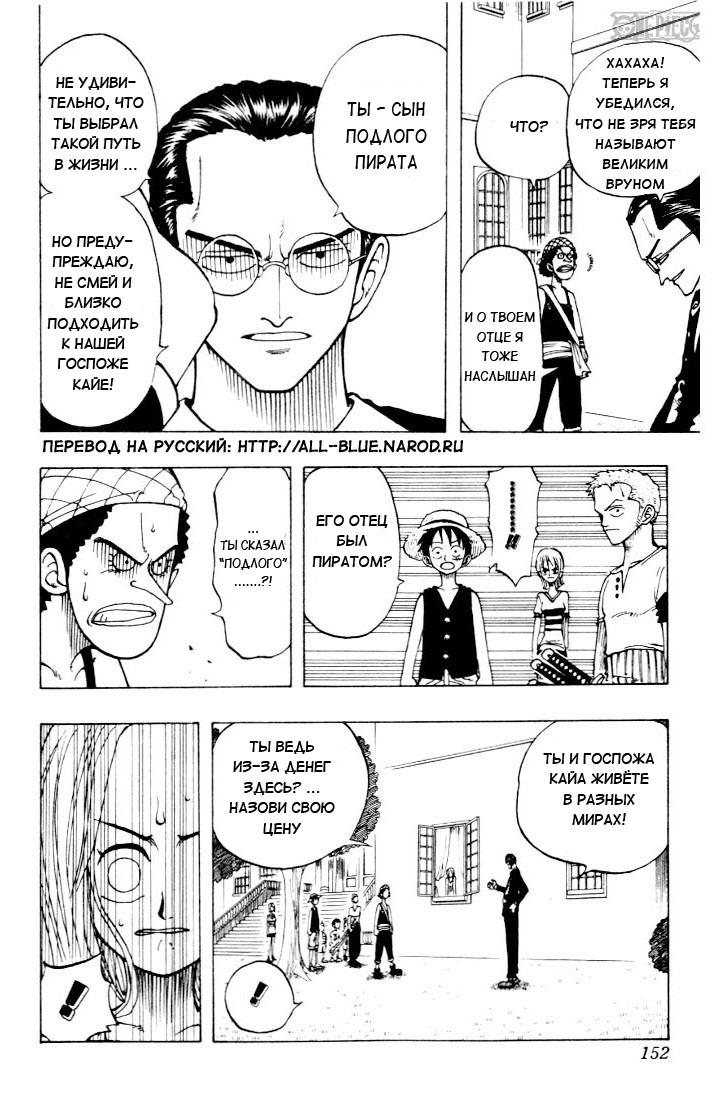 ONE PIECE
ХАХАХА!
ТЕПЕРЬ Я
УБЕДИЛСЯ,
ЧТО НЕ ЗРЯ ТЕБЯ
НАЗЫВАЮТ
ВЕЛИКИМ
ВРУНОМ
ЧТО?
И О ТВОЕМ
ОТЦЕ Я
ТОЖЕ
НАСЛЫШАН
ТЫ - СЫН
ПОДЛОГО
ПИРАТА
НЕ УДИВИ-
ТЕЛЬНО, ЧТО
ТЫ ВЫБРАЛ
ТАКОЙ ПУТЬ
В ЖИЗНИ ...
НО ПРЕДУ-
ПРЕЖДАЮ,
НЕ СМЕЙ И
БЛИЗКО
ПОДХОДИТЬ
К НАШЕЙ
ГОСПОЖЕ
КАЙЕ!
ПЕРЕВОД НА РУССКИЙ: HTTP://ALL-BLUE.NAROD.RU
!!
ЕГО ОТЕЦ
БЫЛ
ПИРАТОМ?
...
ТЫ СКАЗАЛ
"ПОДЛОГО"
.......?!
ТЫ И ГОСПОЖА
КАЙА ЖИВЁТЕ
В РАЗНЫХ
МИРАХ!
ТЫ ВЕДЬ
ИЗ-ЗА ДЕНЕГ
ЗДЕСЬ? ...
НАЗОВИ СВОЮ
ЦЕНУ
!
!
152